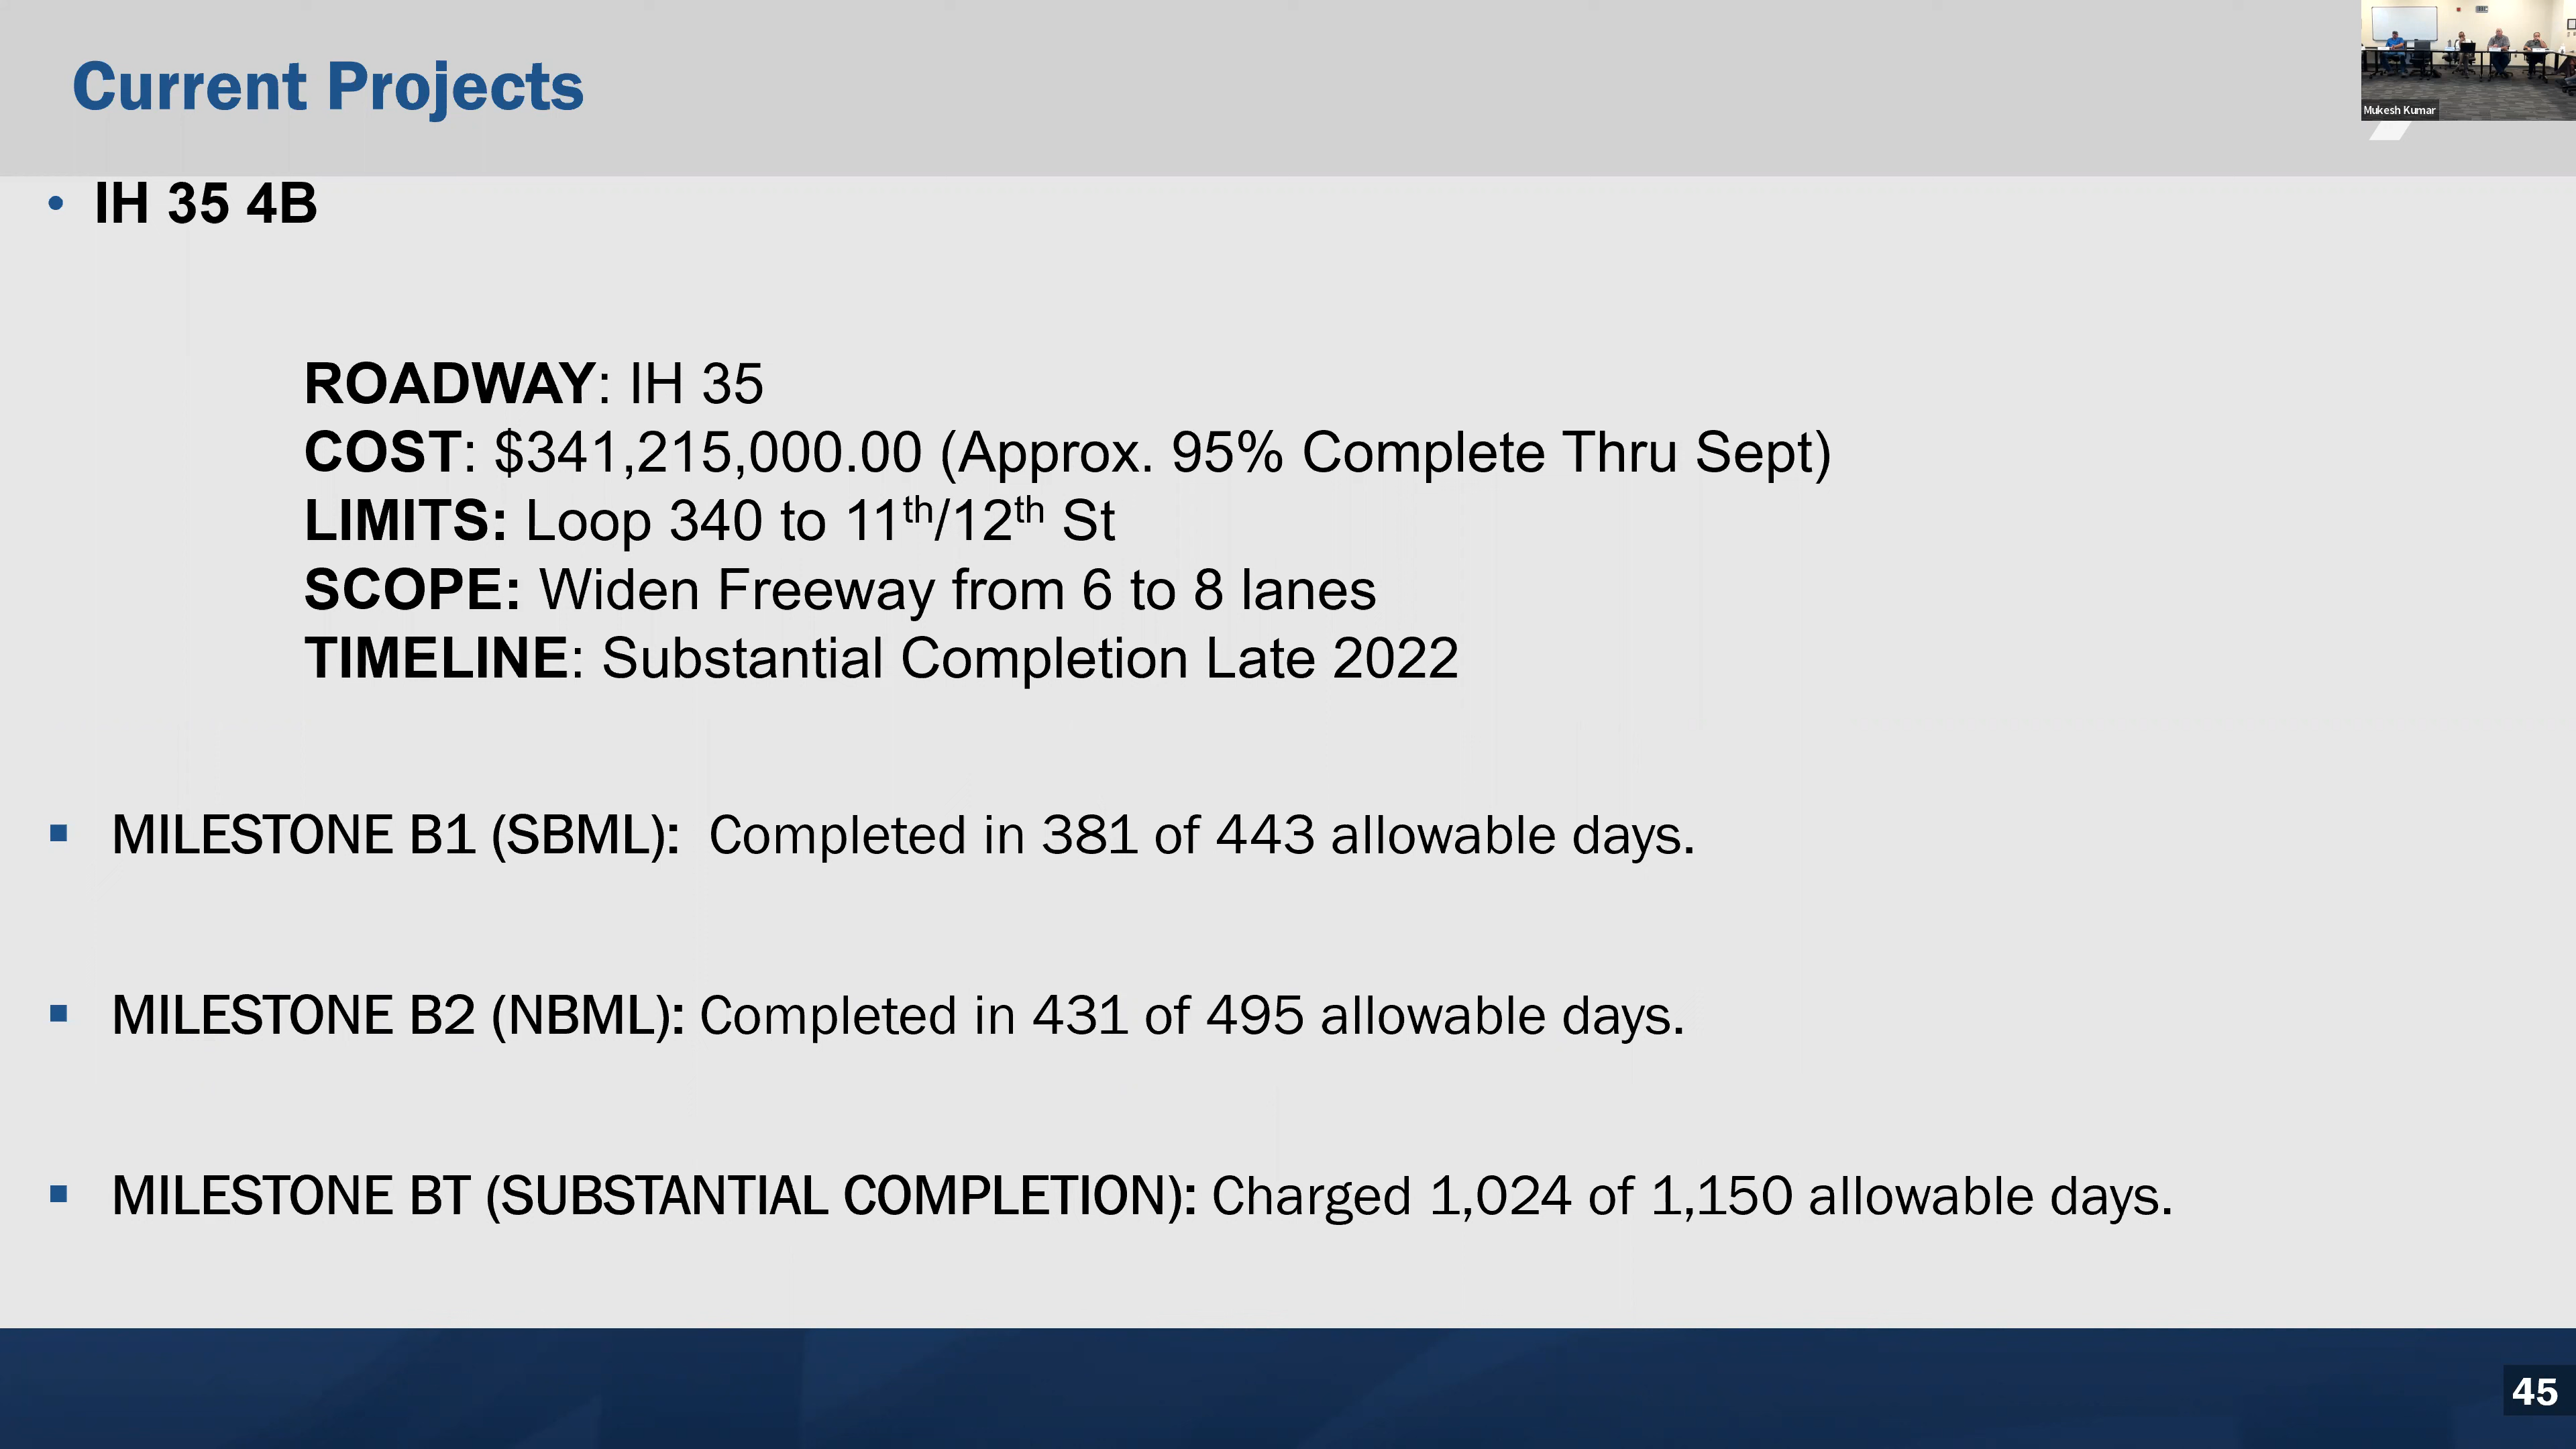 Current Projects
Mukesh Kumar
• IH 35 4B
ROADWAY: IH 35
COST: $341,215,000.00 (Approx. 95% Complete Thru Sept)
LIMITS: Loop 340 to 11th/12th St
SCOPE: Widen Freeway from 6 to 8 lanes
TIMELINE: Substantial Completion Late 2022
▪ MILESTONE B1 (SBML): Completed in 381 of 443 allowable days.
▪ MILESTONE B2 (NBML): Completed in 431 of 495 allowable days.
▪ MILESTONE BT (SUBSTANTIAL COMPLETION): Charged 1,024 of 1,150 allowable days.
45